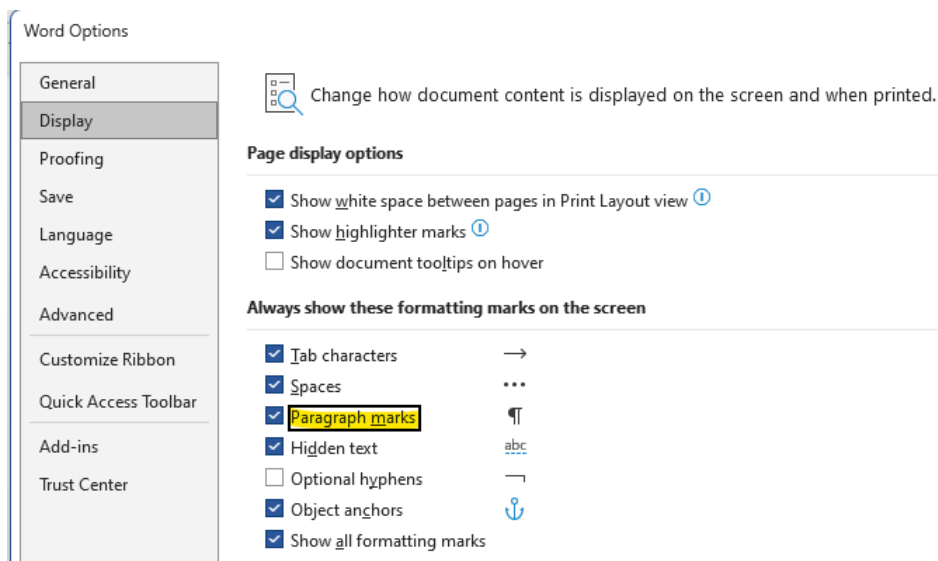 Word Options
General
Display
Proofing
Save
Language
Accessibility
Advanced
Customize Ribbon
Quick Access Toolbar
Add-ins
Trust Center
Change how document content is displayed on the screen and when printed.
Page display options
Show white space between pages in Print Layout view
Show highlighter marks
Show document tooltips on hover
Always show these formatting marks on the screen
Tab characters →
Spaces •••
Paragraph marks ¶
Hidden text abc
Optional hyphens ¬
Object anchors
Show all formatting marks